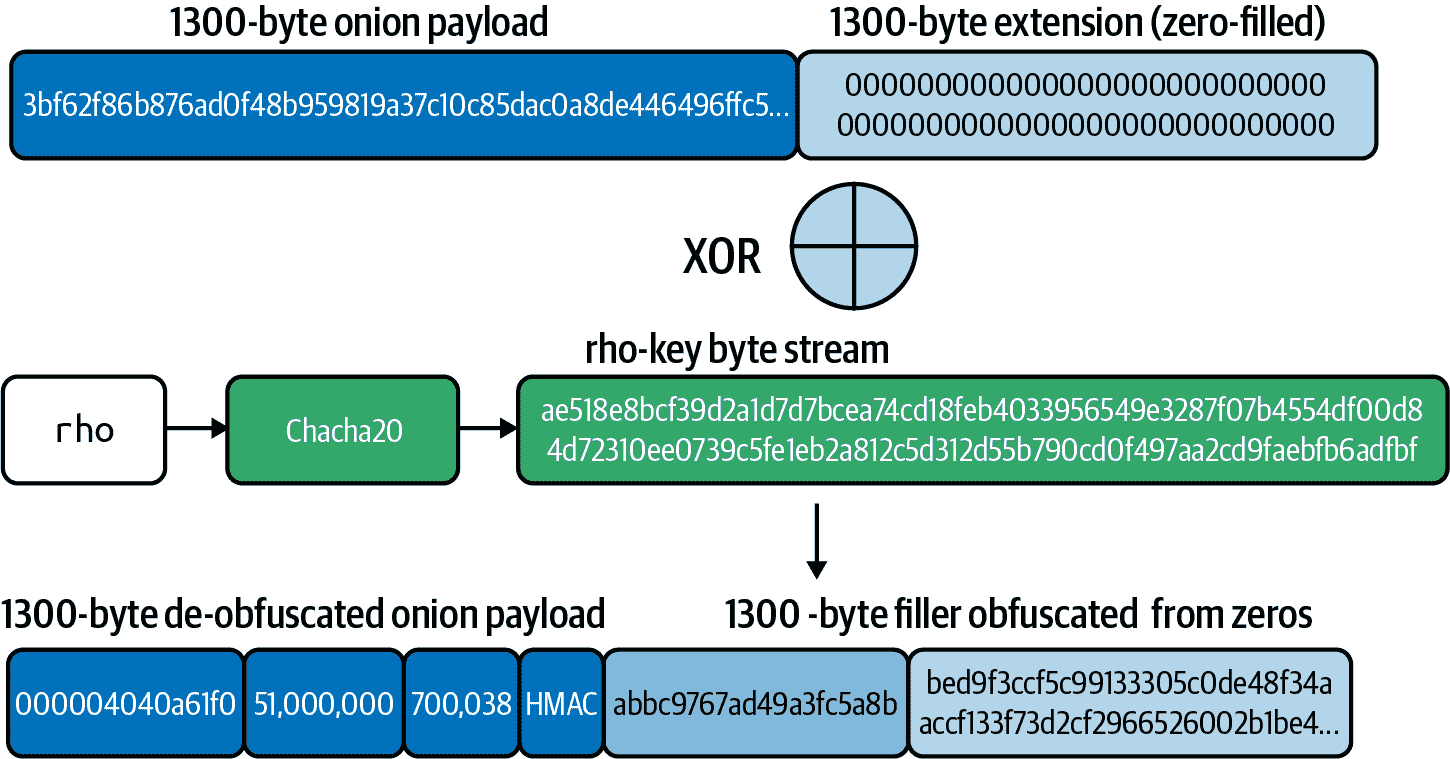 1300-byte onion payload
1300-byte extension (zero-filled)
3bf62f86b876ad0f48b959819a37c10c85dac0a8de446496ffc5...
000000000000000000000000000
0000000000000000000000000000
XOR
rho-key byte stream
rho
Chacha20
ae518e8bcf39d2a1d7d7bcea74cd18feb4033956549e3287f07b4554df00d8
4d72310ee0739c5fe1eb2a812c5d312d55b790cd0f497aa2cd9faebfb6adfbf
1300-byte de-obfuscated onion payload
1300 -byte filler obfuscated from zeros
000004040a61f0
51,000,000
700,038
HMAC
abbc9767ad49a3fc5a8b
bed9f3ccf5c99133305c0de48f34a
accf133f73d2cf2966526002b1be4...